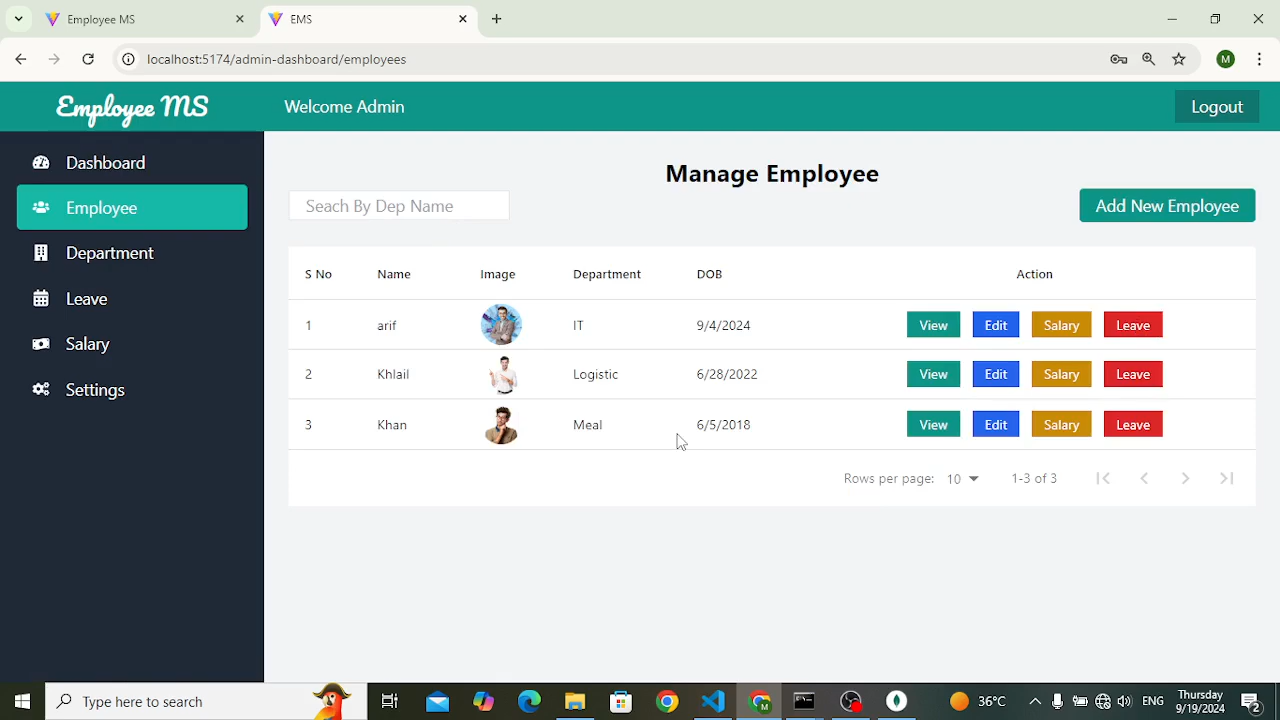 Employee MS
EMS
localhost:5174/admin-dashboard/employees
M
Employee MS
Welcome Admin
Logout
Dashboard
Employee
Department
Leave
Salary
Settings
Manage Employee
Seach By Dep Name
Add New Employee
S No Name Image Department DOB Action
1 arif IT 9/4/2024 View Edit Salary Leave
2 Khlail Logistic 6/28/2022 View Edit Salary Leave
3 Khan Meal 6/5/2018 View Edit Salary Leave
Rows per page: 10 1-3 of 3
Type here to search
36°C
ENG
Thursday
9/19/2024
2